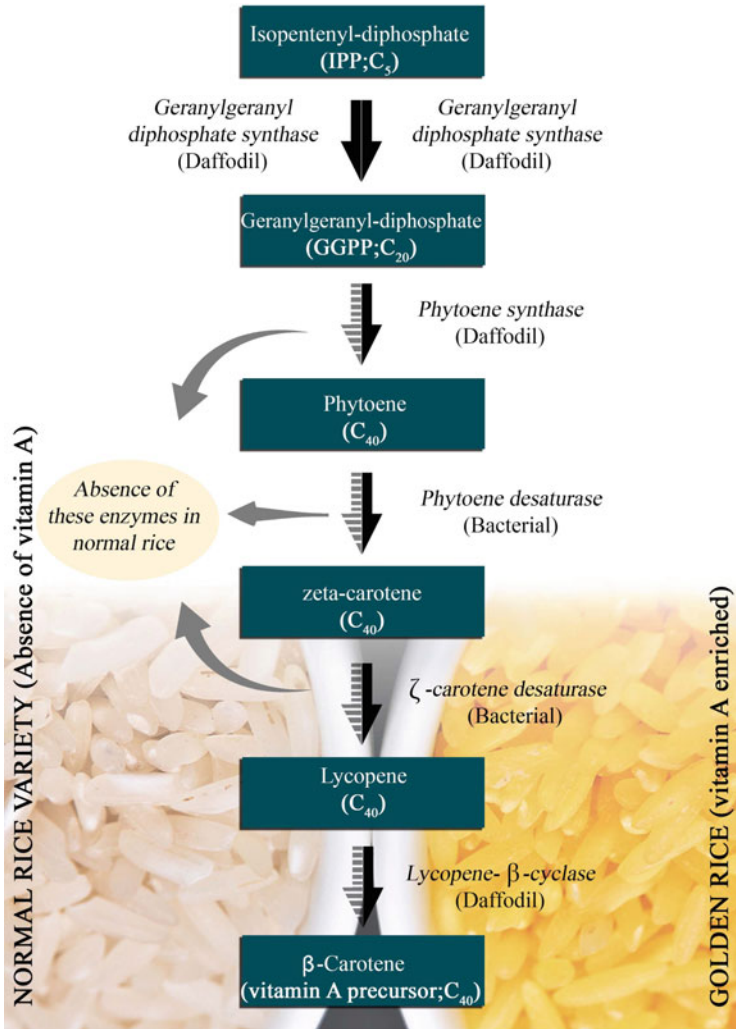 Isopentenyl-diphosphate
(IPP;C₅)
Geranylgeranyl
diphosphate synthase
(Daffodil)
Geranylgeranyl
diphosphate synthase
(Daffodil)
Geranylgeranyl-diphosphate
(GGPP;C₂₀)
Phytoene synthase
(Daffodil)
Phytoene
(C₄₀)
Absence of
these enzymes in
normal rice
Phytoene desaturase
(Bacterial)
zeta-carotene
(C₄₀)
ζ-carotene desaturase
(Bacterial)
Lycopene
(C₄₀)
Lycopene- β-cyclase
(Daffodil)
β-Carotene
(vitamin A precursor;C₄₀)
NORMAL RICE VARIETY (Absence of vitamin A)
GOLDEN RICE (vitamin A enriched)